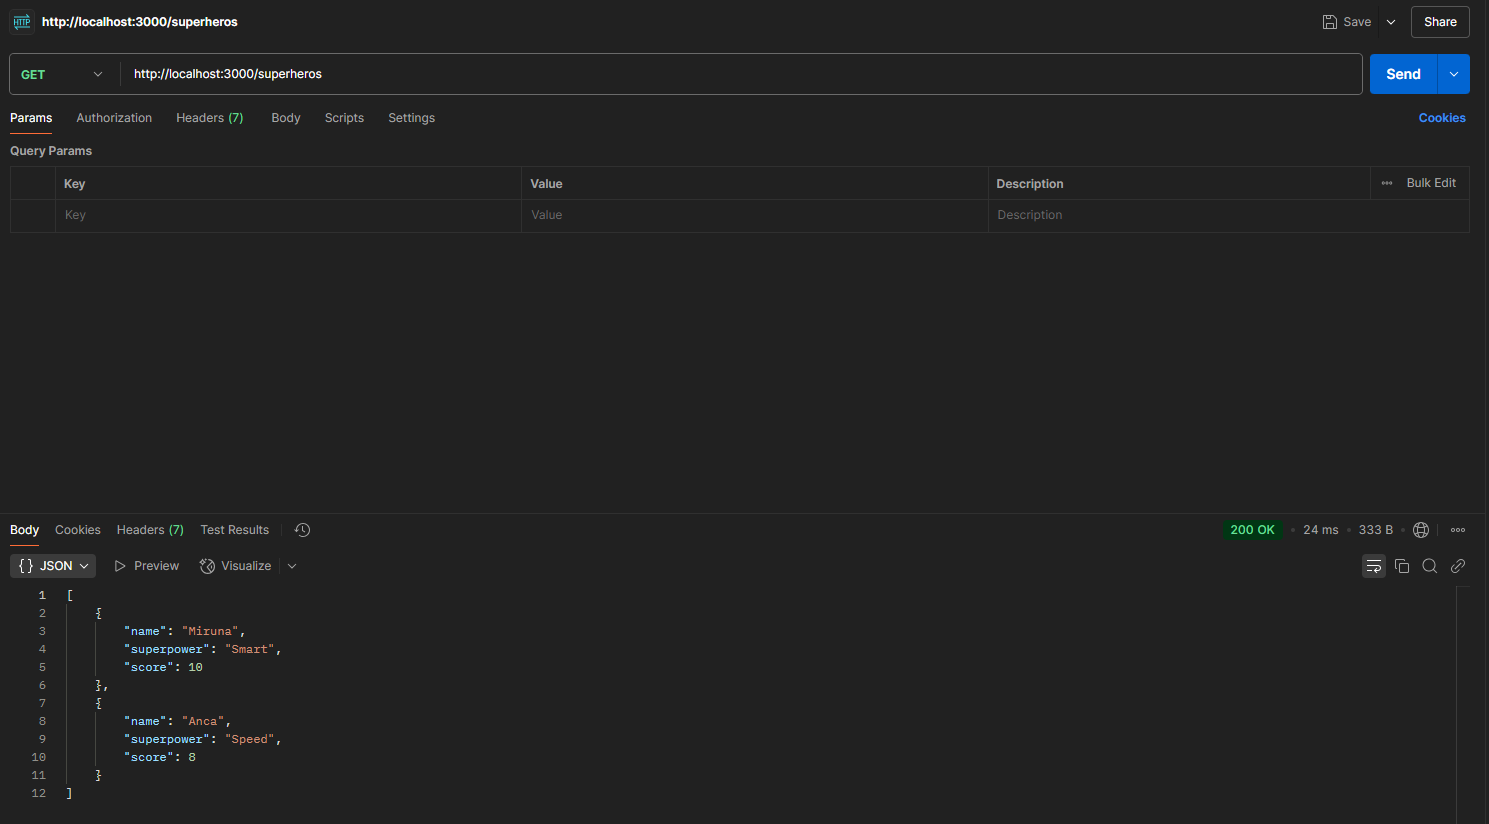 HTTP http://localhost:3000/superheros Save Share
GET http://localhost:3000/superheros Send
Params Authorization Headers (7) Body Scripts Settings Cookies
Query Params
Key Value Description Bulk Edit
Key Value Description
Body Cookies Headers (7) Test Results 200 OK • 24 ms • 333 B •
{} JSON Preview Visualize
1 [
2 {
3 "name": "Miruna",
4 "superpower": "Smart",
5 "score": 10
6 },
7 {
8 "name": "Anca",
9 "superpower": "Speed",
10 "score": 8
11 }
12 ]